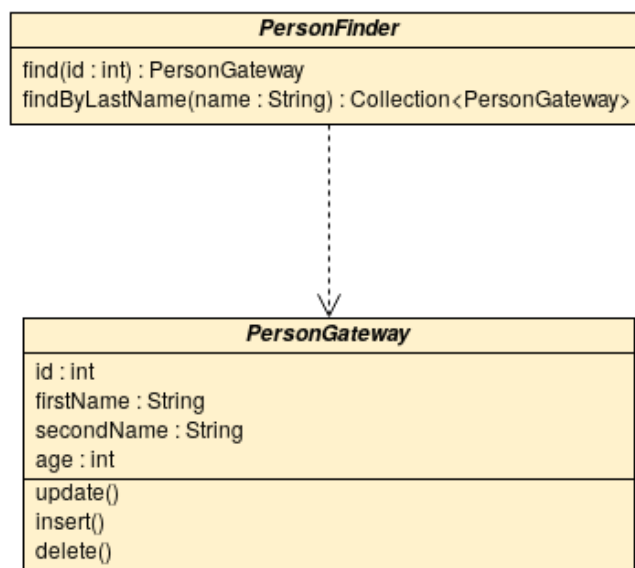 PersonFinder
find(id : int) : PersonGateway
findByLastName(name : String) : Collection<PersonGateway>
PersonGateway
id : int
firstName : String
secondName : String
age : int
update()
insert()
delete()